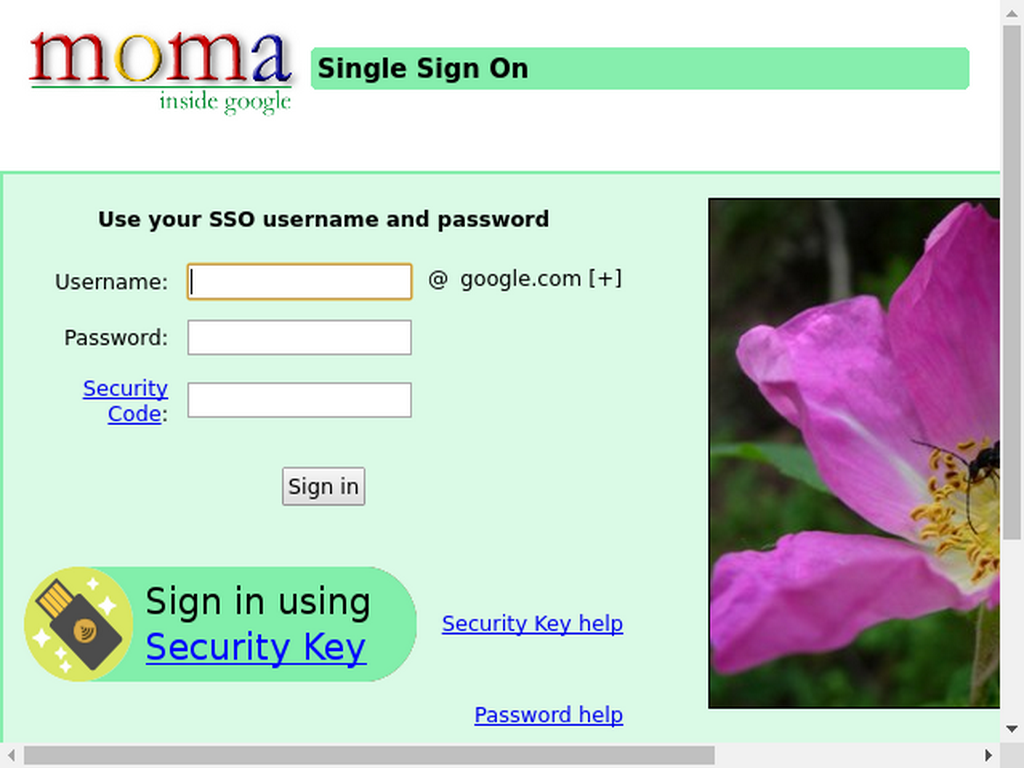 moma
inside google
Single Sign On
Use your SSO username and password
Username:
@ google.com [+]
Password:
Security
Code:
Sign in
Sign in using
Security Key
Security Key help
Password help